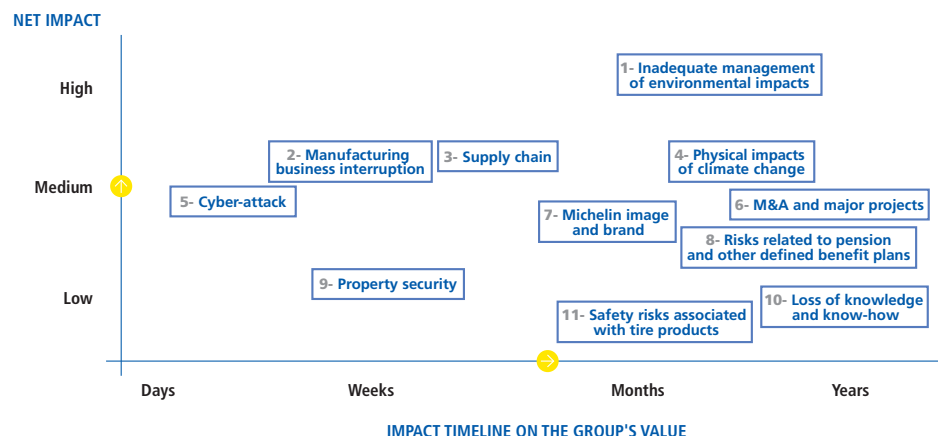 NET IMPACT
High
1- Inadequate management
of environmental impacts
2- Manufacturing
business interruption
3- Supply chain
4- Physical impacts
of climate change
Medium
5- Cyber-attack
6- M&A and major projects
7- Michelin image
and brand
8- Risks related to pension
and other defined benefit plans
9- Property security
Low
10- Loss of knowledge
and know-how
11- Safety risks associated
with tire products
Days
Weeks
Months
Years
IMPACT TIMELINE ON THE GROUP'S VALUE